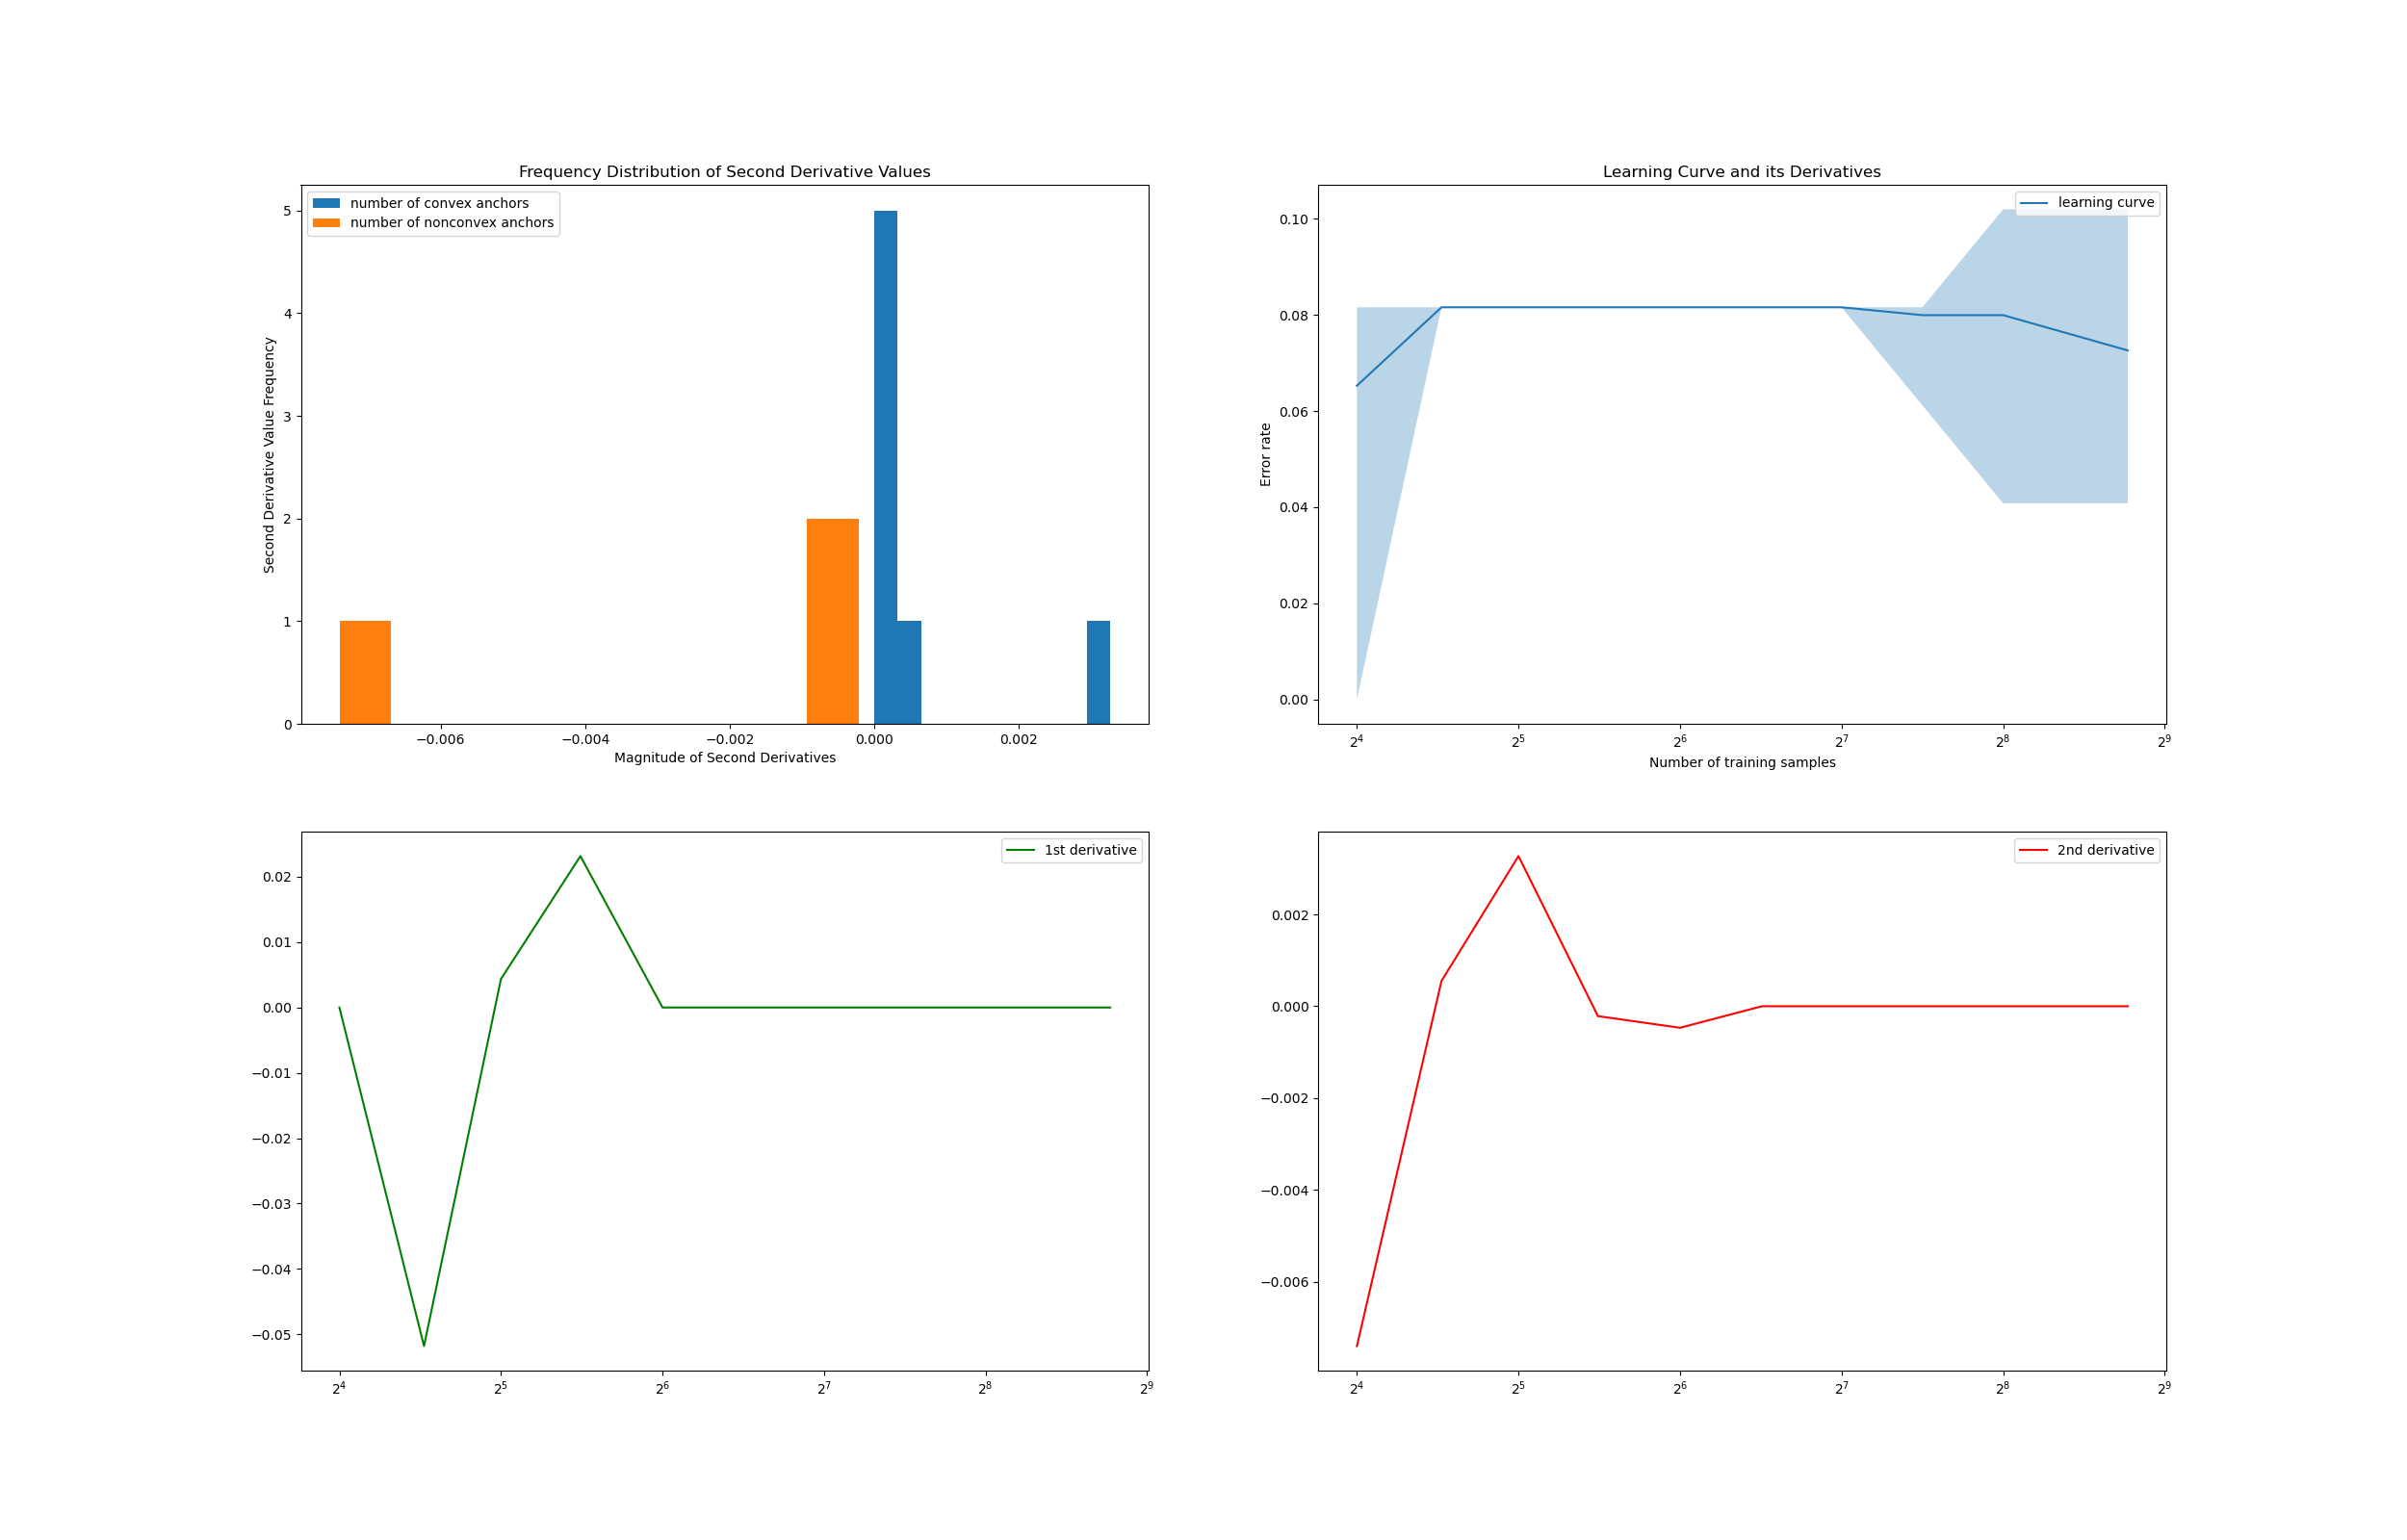 Frequency Distribution of Second Derivative Values
number of convex anchors
number of nonconvex anchors
5
4
3
2
1
0
Second Derivative Value Frequency
−0.006 −0.004 −0.002 0.000 0.002
Magnitude of Second Derivatives
Learning Curve and its Derivatives
learning curve
0.10
0.08
0.06
0.04
0.02
0.00
Error rate
2⁴ 2⁵ 2⁶ 2⁷ 2⁸ 2⁹
Number of training samples
1st derivative
0.02
0.01
0.00
−0.01
−0.02
−0.03
−0.04
−0.05
2⁴ 2⁵ 2⁶ 2⁷ 2⁸ 2⁹
2nd derivative
0.002
0.000
−0.002
−0.004
−0.006
2⁴ 2⁵ 2⁶ 2⁷ 2⁸ 2⁹